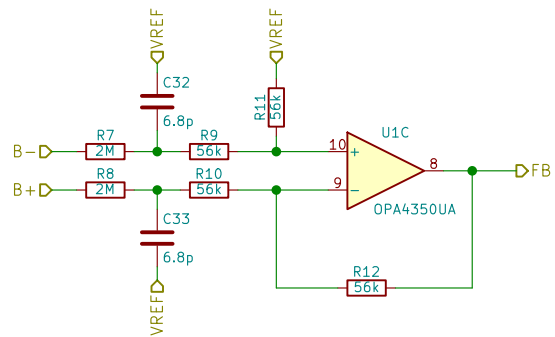 VREF
VREF
C32
6.8p
R11
56k
U1C
B-
R7
2M
R9
56k
10
+
8
FB
B+
R8
2M
R10
56k
9
-
OPA4350UA
C33
6.8p
R12
56k
VREF